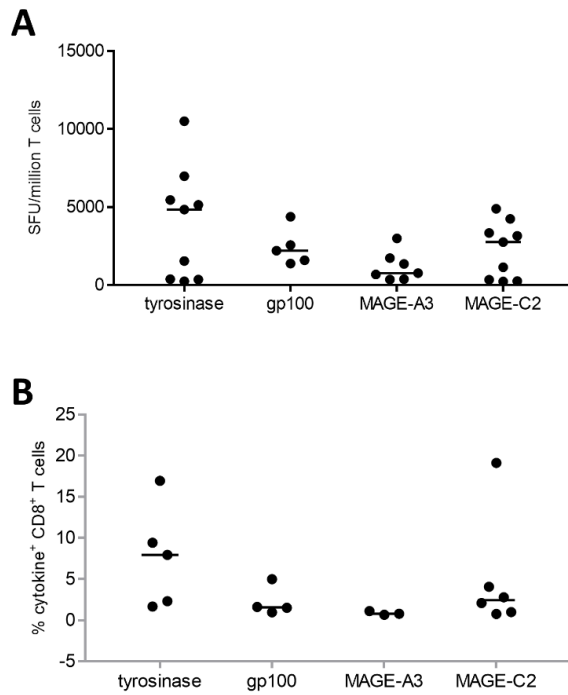 A
15000
10000
5000
0
SFU/million T cells
tyrosinase gp100 MAGE-A3 MAGE-C2
B
25
20
15
10
5
0
-5
% cytokine⁺ CD8⁺ T cells
tyrosinase gp100 MAGE-A3 MAGE-C2